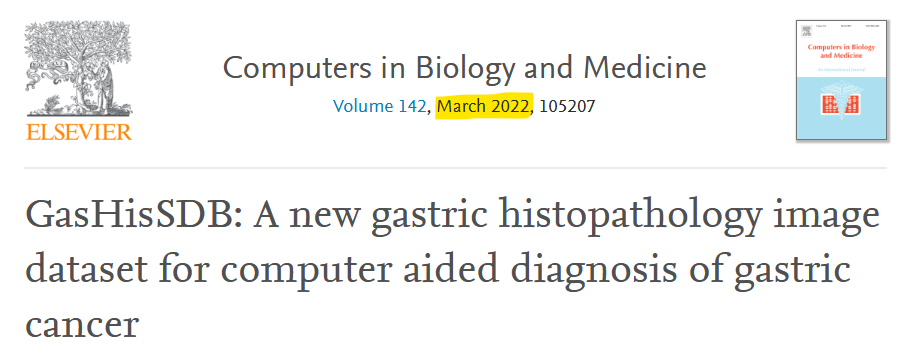 Computers in Biology and Medicine
Volume 142, March 2022, 105207
ELSEVIER
Computers in Biology
and Medicine
GasHisSDB: A new gastric histopathology image
dataset for computer aided diagnosis of gastric
cancer